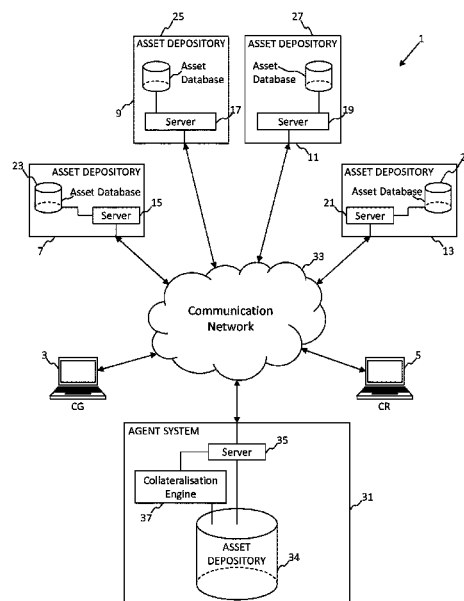 25
27
1
ASSET DEPOSITORY
Asset
Database
9
Server
17
ASSET DEPOSITORY
Asset
Database
Server
19
11
23
ASSET DEPOSITORY
Asset Database
Server
15
7
ASSET DEPOSITORY
Asset Database
21
Server
13
33
Communication
Network
3
CG
5
CR
AGENT SYSTEM
Server
35
Collateralisation
Engine
37
31
ASSET
DEPOSITORY
34